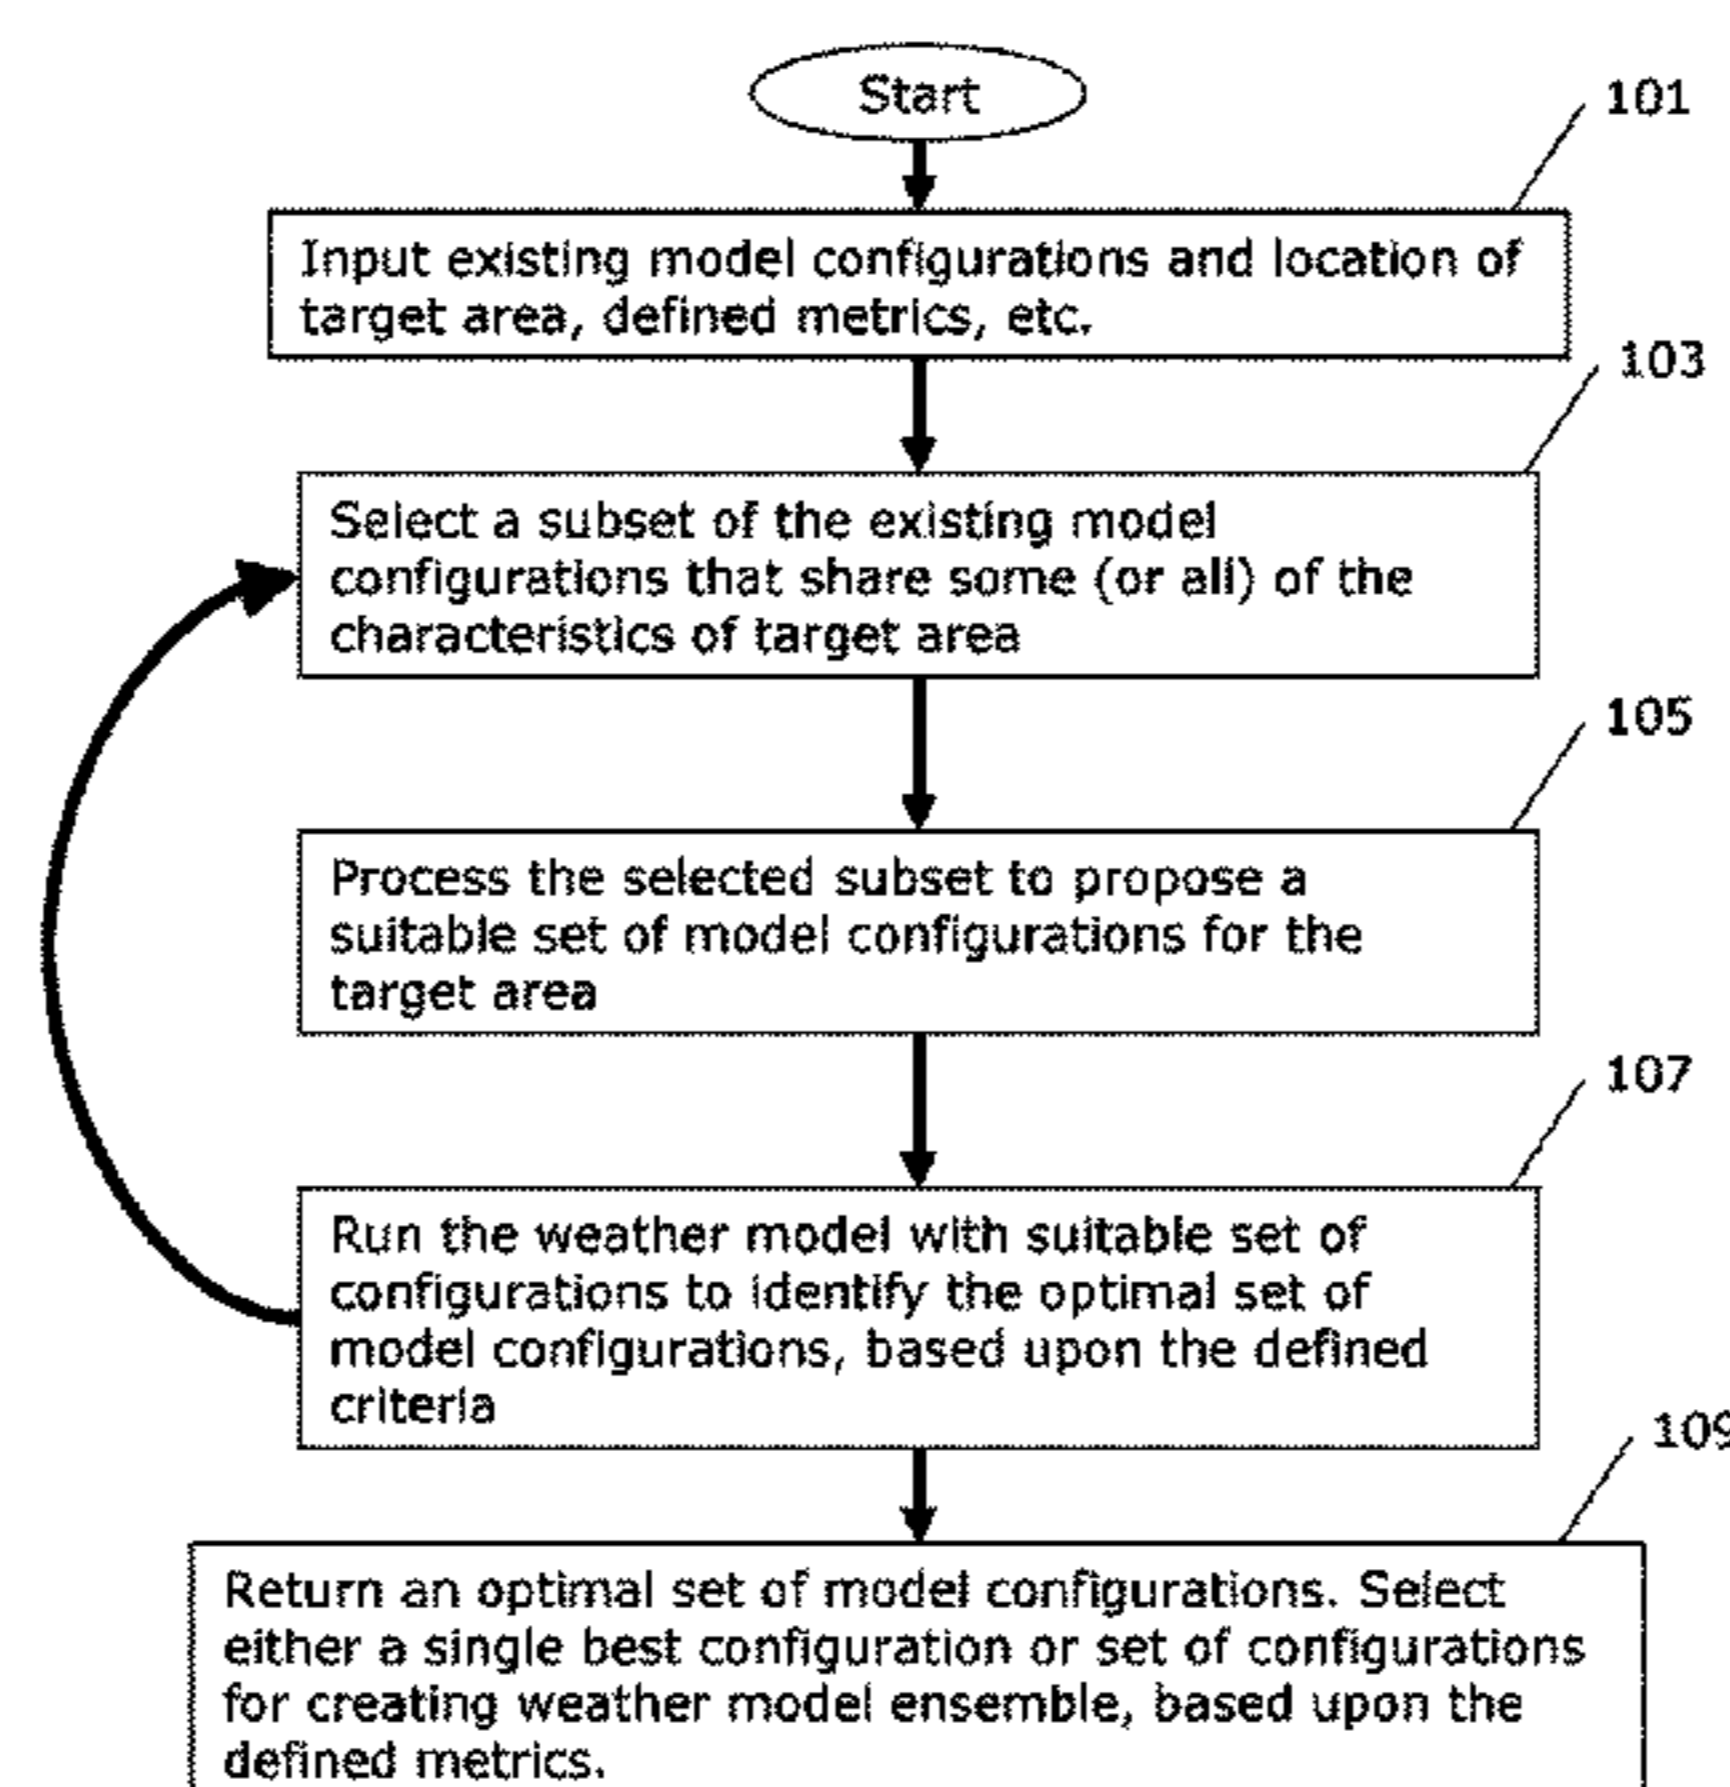 Start
101
Input existing model configurations and location of
target area, defined metrics, etc.
103
Select a subset of the existing model
configurations that share some (or all) of the
characteristics of target area
105
Process the selected subset to propose a
suitable set of model configurations for the
target area
107
Run the weather model with suitable set of
configurations to identify the optimal set of
model configurations, based upon the defined
criteria
109
Return an optimal set of model configurations. Select
either a single best configuration or set of configurations
for creating weather model ensemble, based upon the
defined metrics.